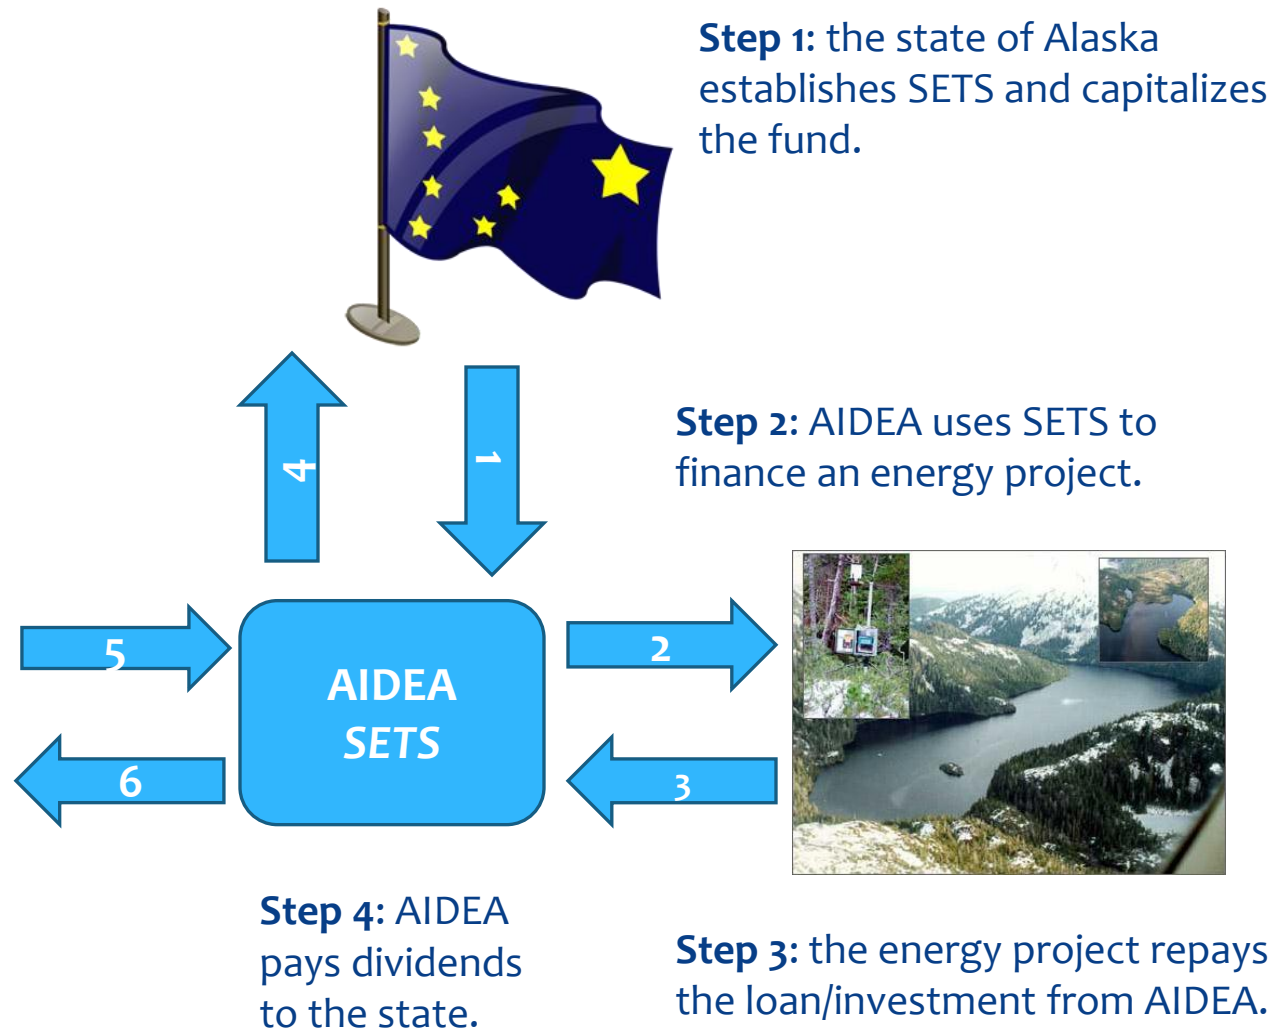 Step 1: the state of Alaska
establishes SETS and capitalizes
the fund.
4
1
Step 2: AIDEA uses SETS to
finance an energy project.
5
AIDEA
SETS
2
6
3
Step 4: AIDEA
pays dividends
to the state.
Step 3: the energy project repays
the loan/investment from AIDEA.